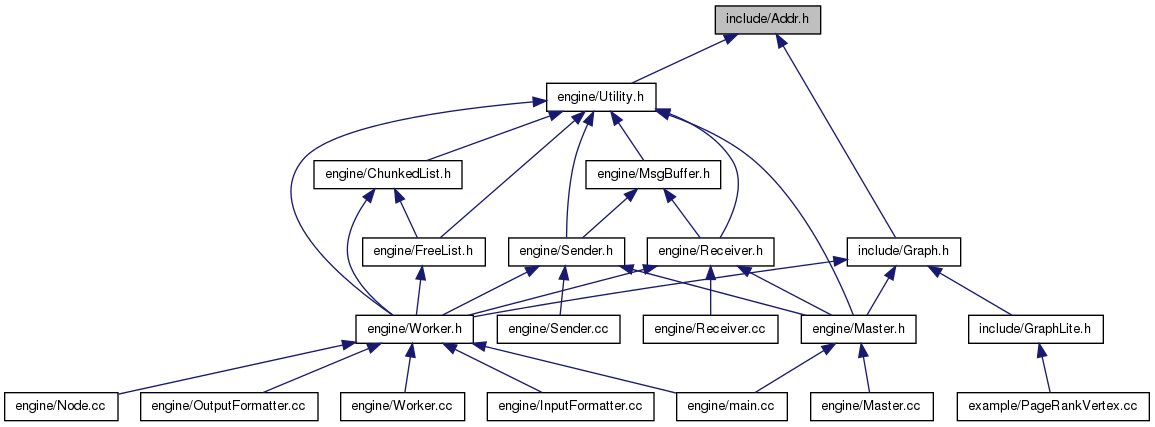 include/Addr.h
engine/Utility.h
engine/ChunkedList.h
engine/MsgBuffer.h
engine/FreeList.h
engine/Sender.h
engine/Receiver.h
include/Graph.h
engine/Worker.h
engine/Sender.cc
engine/Receiver.cc
engine/Master.h
include/GraphLite.h
engine/Node.cc
engine/OutputFormatter.cc
engine/Worker.cc
engine/InputFormatter.cc
engine/main.cc
engine/Master.cc
example/PageRankVertex.cc